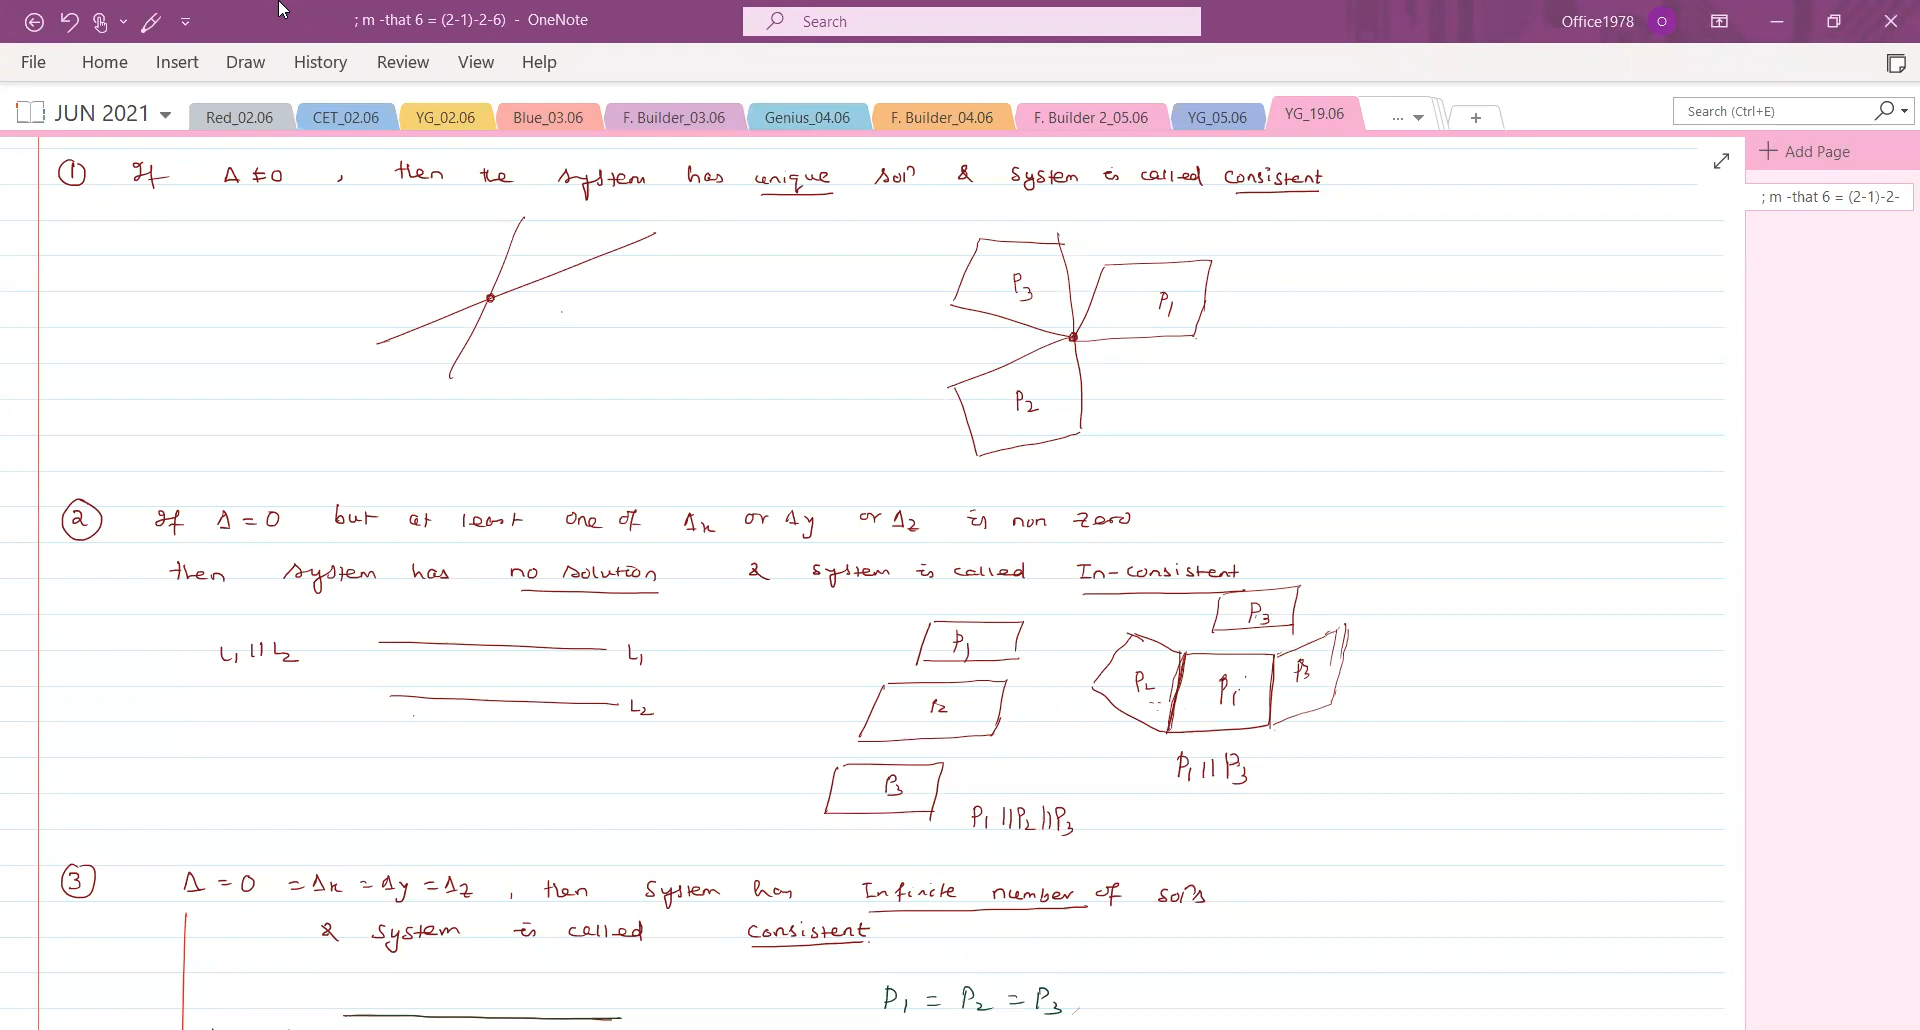 ; m -that 6 = (2-1)-2-6) - OneNote
Search
Office1978
O
File Home Insert Draw History Review View Help
JUN 2021
Red_02.06 CET_02.06 YG_02.06 Blue_03.06 F. Builder_03.06 Genius_04.06 F. Builder_04.06 F. Builder 2_05.06 YG_05.06 YG_19.06 ... +
Search (Ctrl+E)
+ Add Page
; m -that 6 = (2-1)-2-
① If Δ ≠ 0 , then the system has unique solⁿ & system is called consistent
P3
P1
P2
② If Δ = 0 but at least one of Δx or Δy or Δz is non zero
then system has no solution & system is called In-consistent
L1 || L2
L1
L2
P1
P2
P3
P1 || P2 || P3
P3
P2 P1 P3
P1 || P3
③ Δ = 0 = Δx = Δy = Δz , then system has Infinite number of solⁿs
& system is called consistent.
P1 = P2 = P3